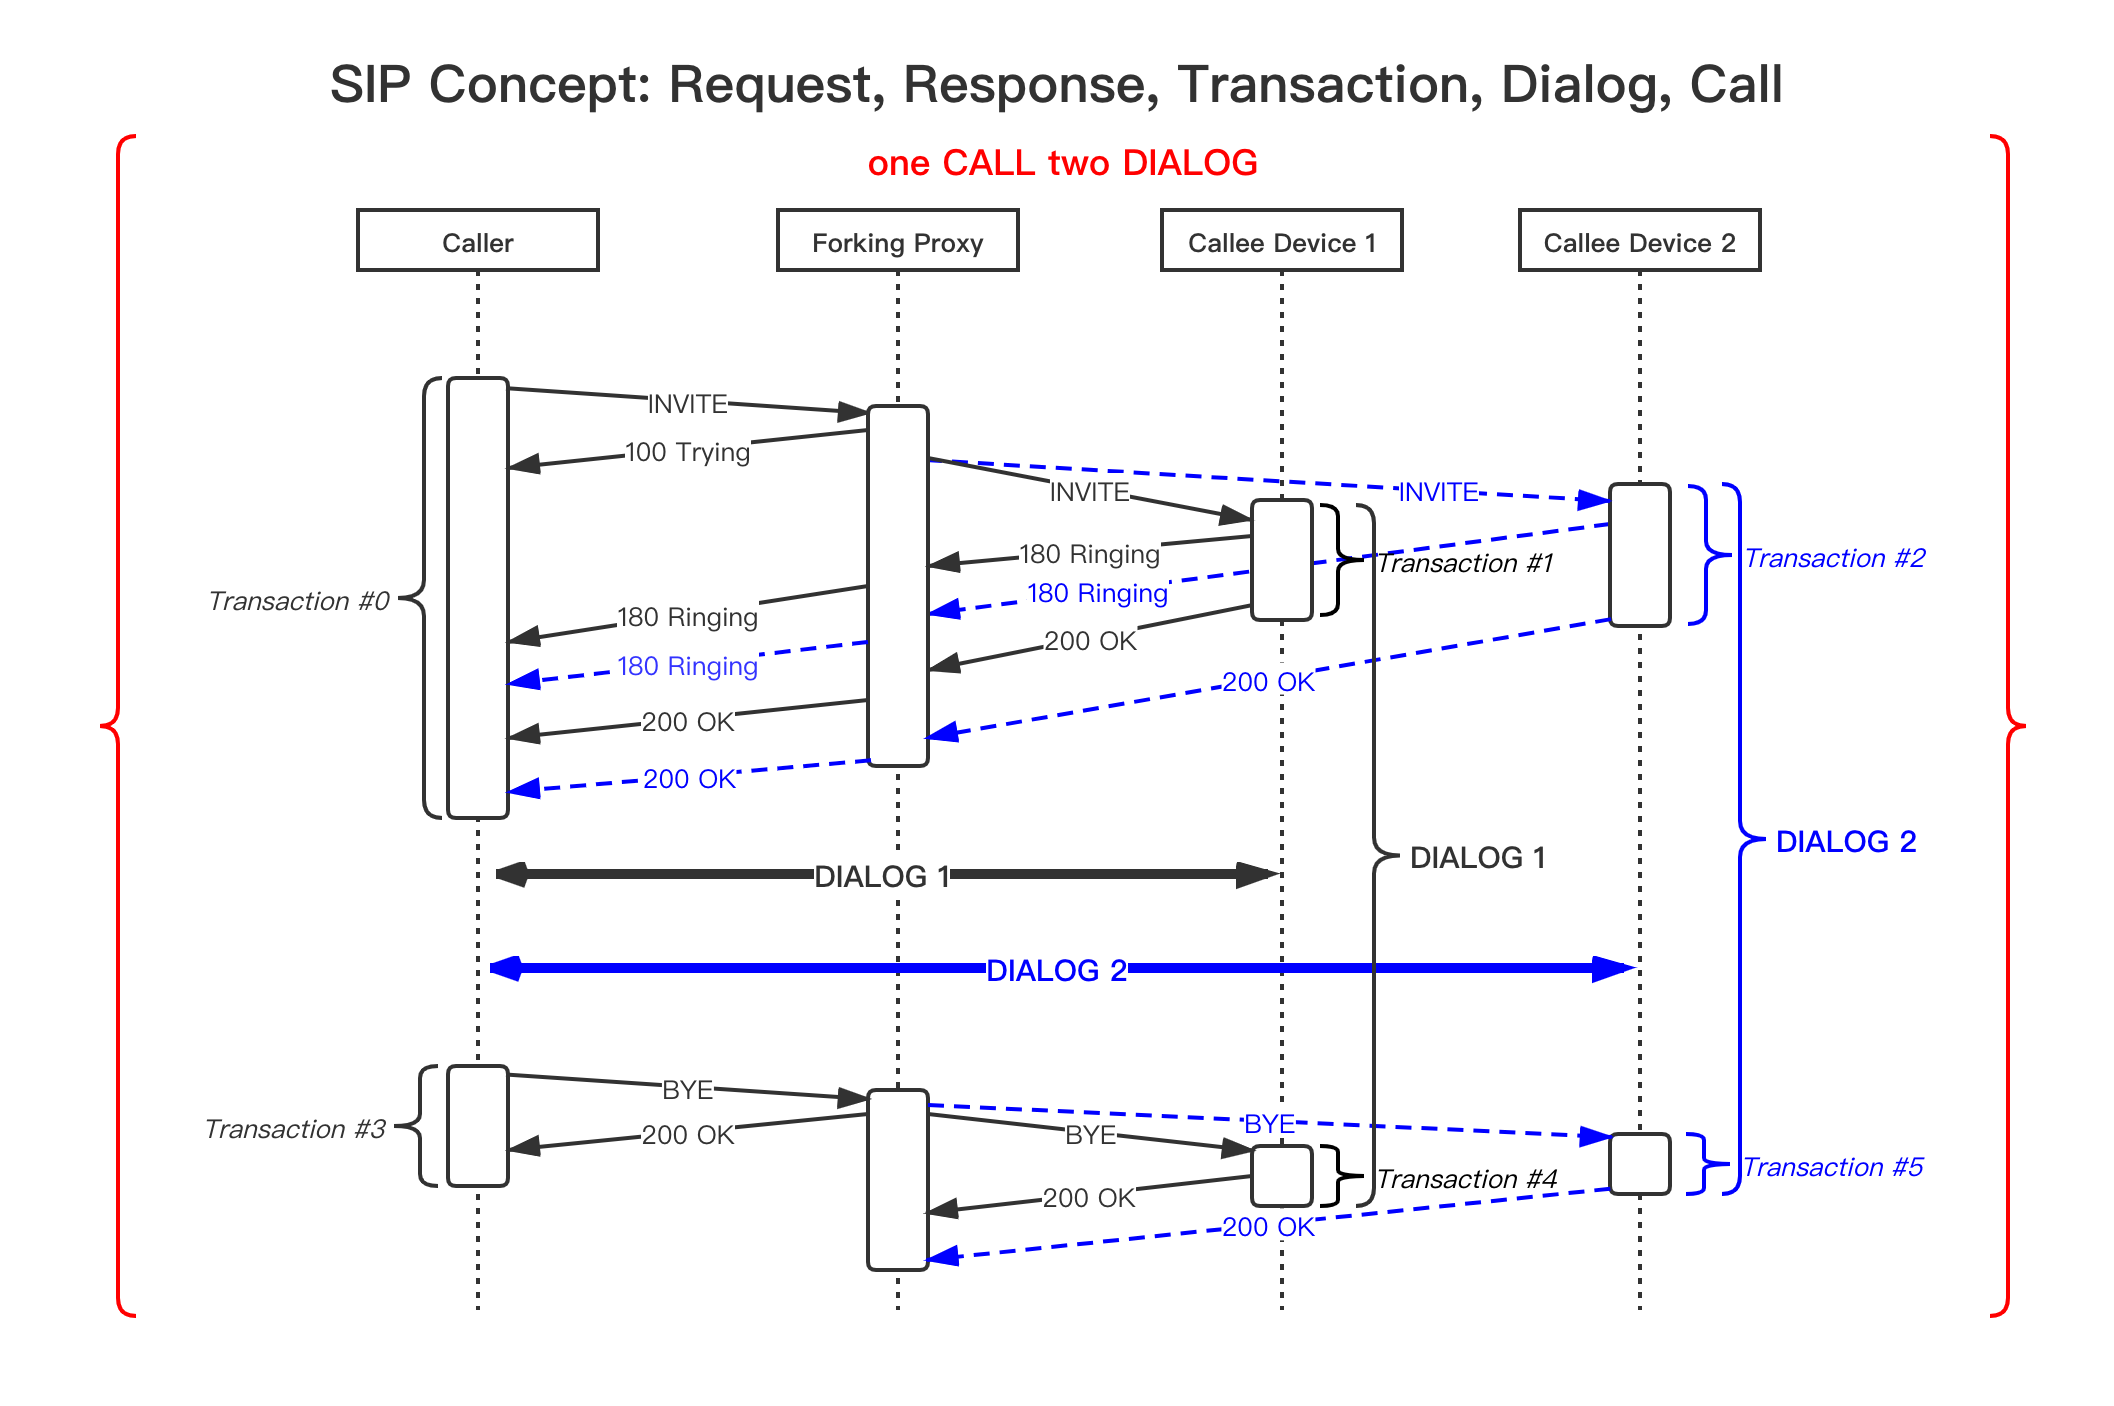 SIP Concept: Request, Response, Transaction, Dialog, Call
one CALL two DIALOG
Caller
Forking Proxy
Callee Device 1
Callee Device 2
INVITE
100 Trying
INVITE
INVITE
180 Ringing
Transaction #1
Transaction #2
180 Ringing
Transaction #0
180 Ringing
200 OK
180 Ringing
200 OK
200 OK
200 OK
DIALOG 2
DIALOG 1
DIALOG 1
DIALOG 2
BYE
BYE
Transaction #3
200 OK
BYE
Transaction #5
Transaction #4
200 OK
200 OK